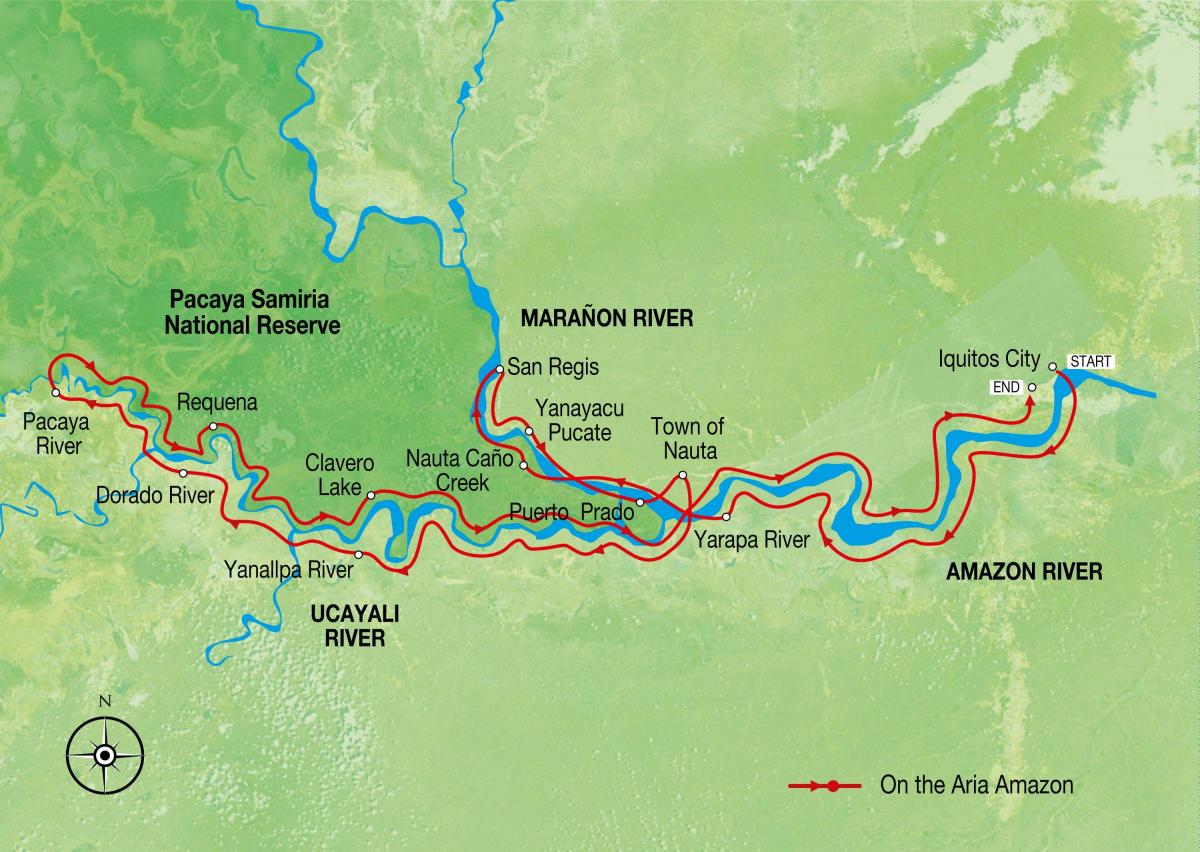 Pacaya Samiria
National Reserve
MARAÑON RIVER
San Regis
Iquitos City
START
END
Pacaya
River
Requena
Yanayacu
Pucate
Town of
Nauta
Clavero
Lake
Nauta Caño
Creek
Dorado River
Puerto Prado
Yarapa River
Yanallpa River
AMAZON RIVER
UCAYALI
RIVER
N
On the Aria Amazon